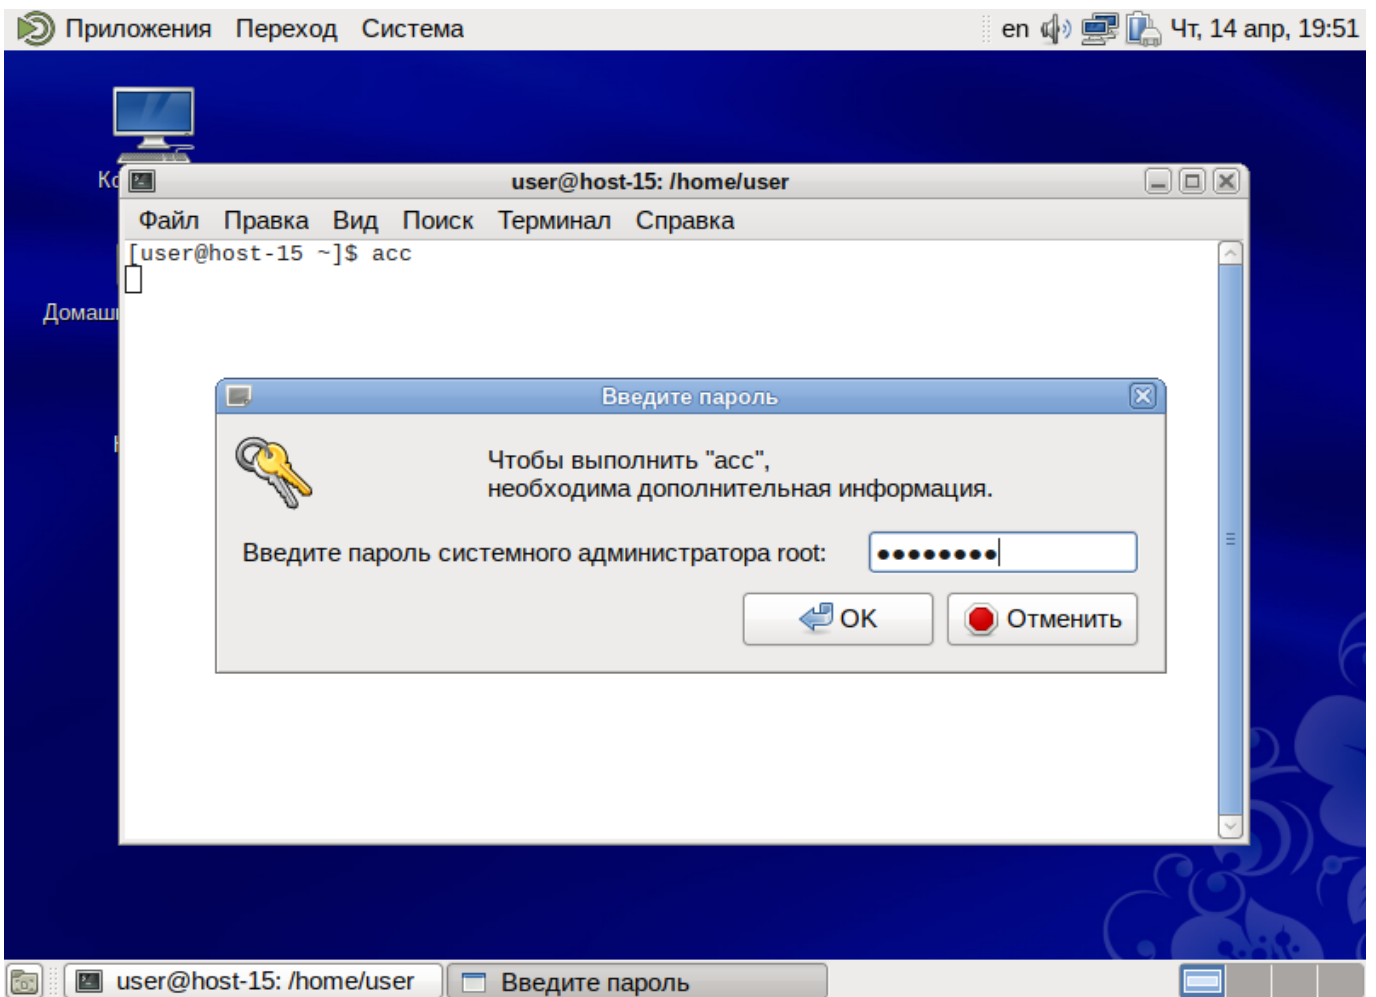 Приложения Переход Система en Чт, 14 апр, 19:51
user@host-15: /home/user
Файл Правка Вид Поиск Терминал Справка
[user@host-15 ~]$ acc
Введите пароль
Чтобы выполнить "acc",
необходима дополнительная информация.
Введите пароль системного администратора root:
OK Отменить
user@host-15: /home/user Введите пароль